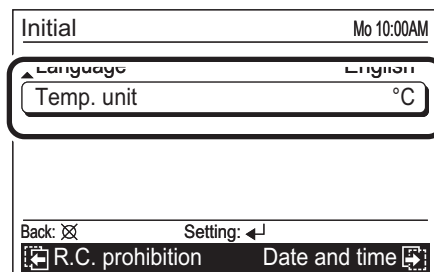 Initial Mo 10:00AM
Language English
Temp. unit °C
Back: Setting:
R.C. prohibition Date and time